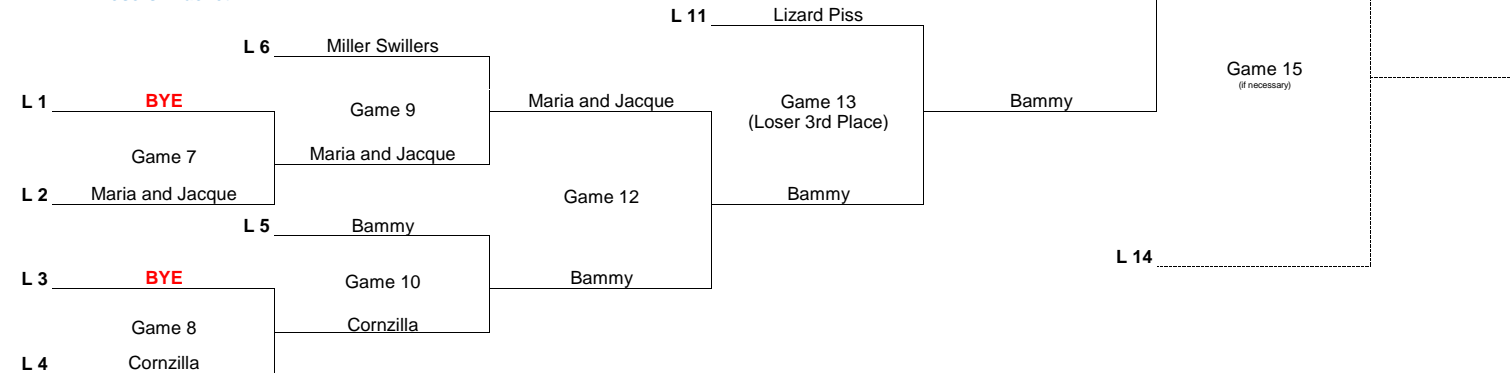 L 11 Lizard Piss
L 6 Miller Swillers
Game 15
(if necessary)
L 1 BYE
Game 9
Maria and Jacque
Game 13
(Loser 3rd Place)
Bammy
Game 7
Maria and Jacque
L 2 Maria and Jacque
Game 12
Bammy
L 5 Bammy
L 14
L 3 BYE
Game 10
Bammy
Game 8
Cornzilla
L 4 Cornzilla